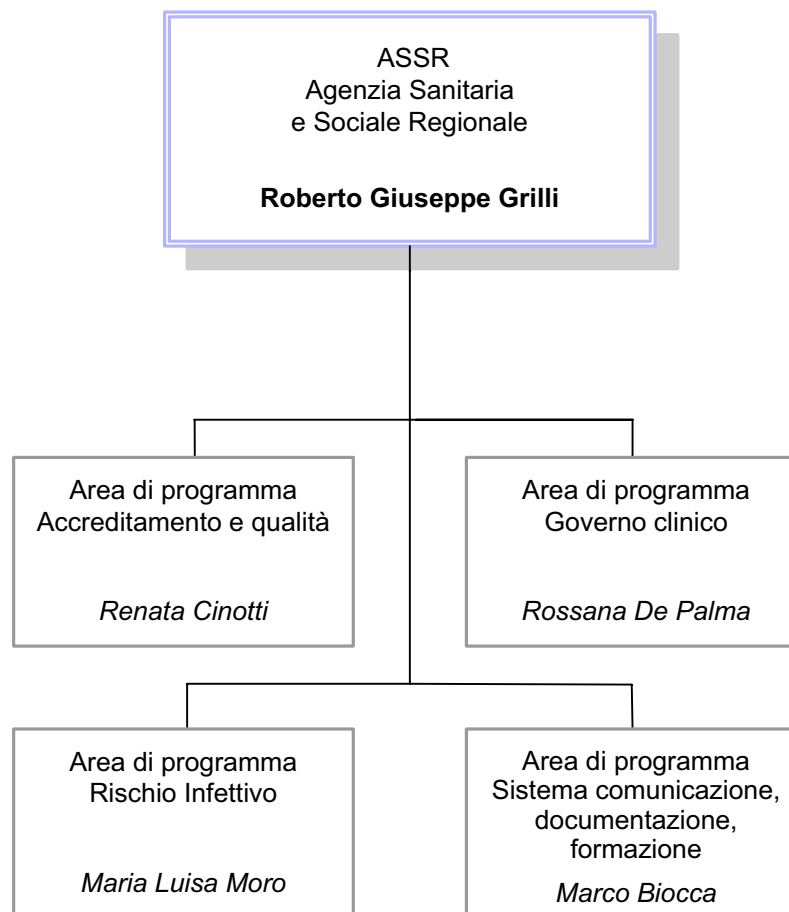 ASSR
Agenzia Sanitaria
e Sociale Regionale
Roberto Giuseppe Grilli
Area di programma
Accreditamento e qualità
Renata Cinotti
Area di programma
Governo clinico
Rossana De Palma
Area di programma
Rischio Infettivo
Maria Luisa Moro
Area di programma
Sistema comunicazione,
documentazione,
formazione
Marco Biocca